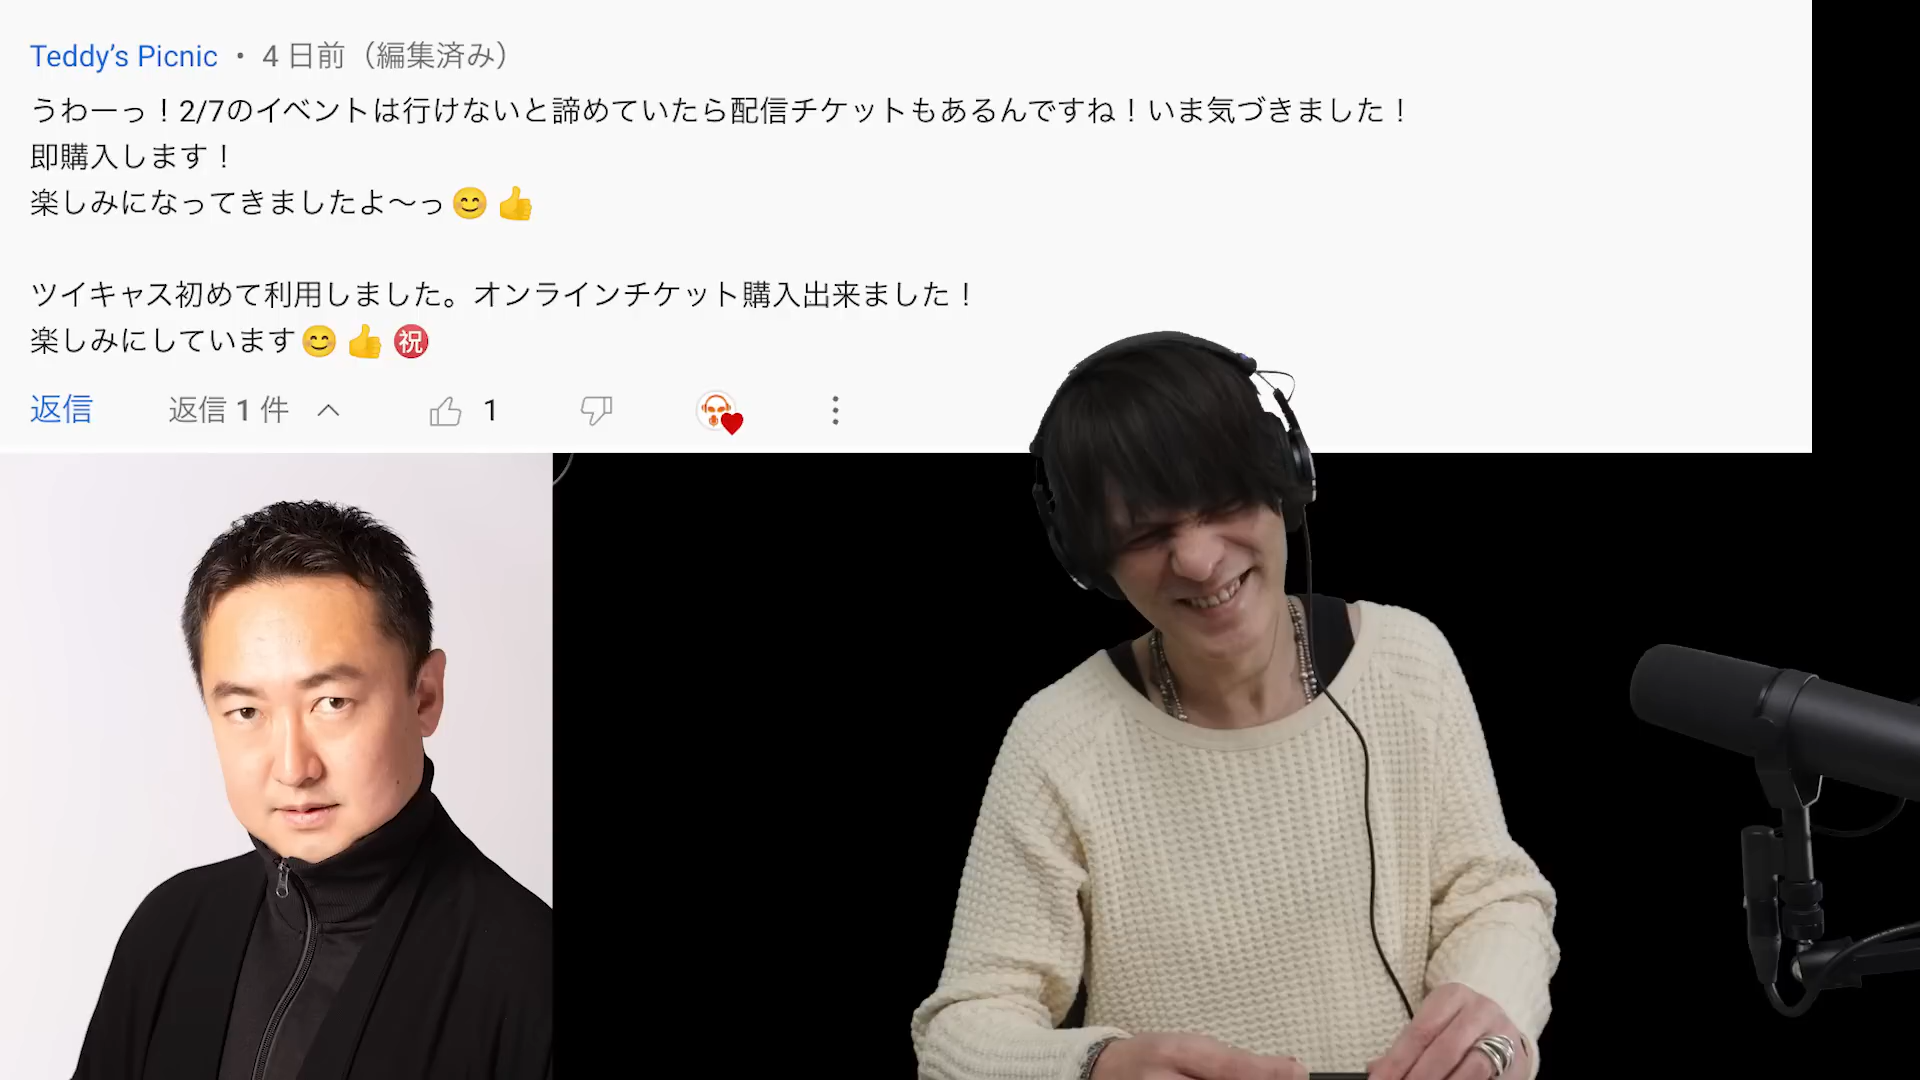 Teddy's Picnic • 4 日前（編集済み）
うわーっ！2/7のイベントは行けないと諦めていたら配信チケットもあるんですね！いま気づきました！
即購入します！
楽しみになってきましたよ〜っ😊👍
ツイキャス初めて利用しました。オンラインチケット購入出来ました！
楽しみにしています😊👍㊗️
返信 返信 1 件 1